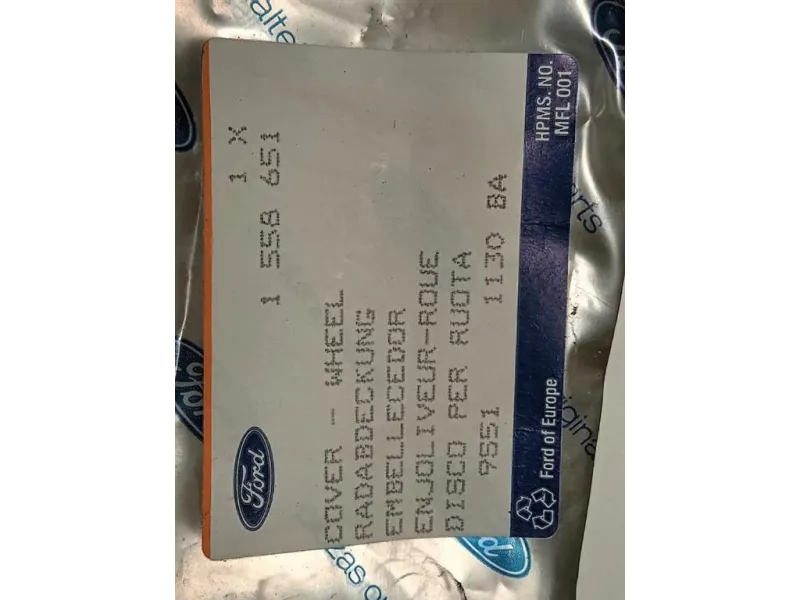 1 X
1 558 651
COVER - WHEEL
RADABDECKUNG
EMBELLECEDOR
ENJOLIVEUR-ROUE
DISCO PER RUOTA
9551 1130 BA
Ford
Ford of Europe
HPMS. NO.
MFL 001